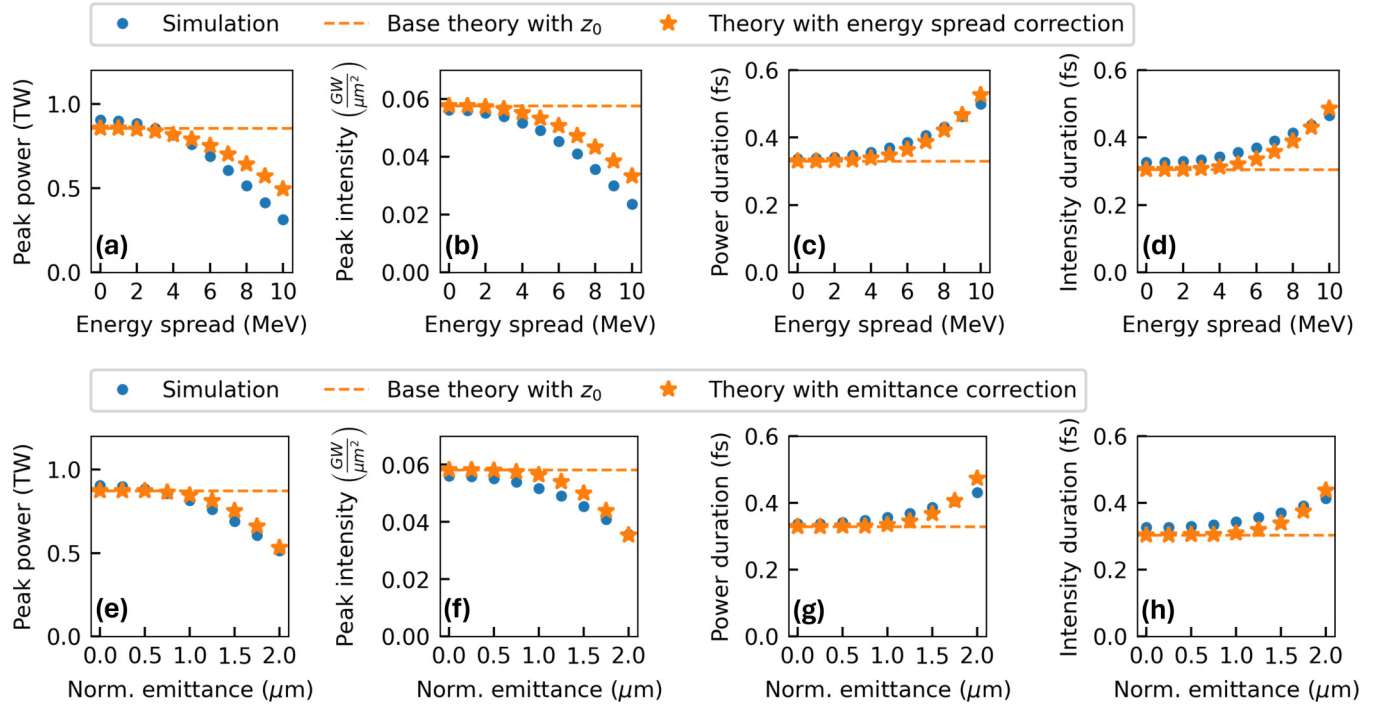 Simulation
Base theory with z₀
Theory with energy spread correction
Peak power (TW)
1.0
0.5
0.0
(a)
0 2 4 6 8 10
Energy spread (MeV)
Peak intensity (GW/μm²)
0.06
0.04
0.02
0.00
(b)
0 2 4 6 8 10
Energy spread (MeV)
Power duration (fs)
0.6
0.4
0.2
0.0
(c)
0 2 4 6 8 10
Energy spread (MeV)
Intensity duration (fs)
0.6
0.4
0.2
0.0
(d)
0 2 4 6 8 10
Energy spread (MeV)
Simulation
Base theory with z₀
Theory with emittance correction
Peak power (TW)
1.0
0.5
0.0
(e)
0.0 0.5 1.0 1.5 2.0
Norm. emittance (μm)
Peak intensity (GW/μm²)
0.06
0.04
0.02
0.00
(f)
0.0 0.5 1.0 1.5 2.0
Norm. emittance (μm)
Power duration (fs)
0.6
0.4
0.2
0.0
(g)
0.0 0.5 1.0 1.5 2.0
Norm. emittance (μm)
Intensity duration (fs)
0.6
0.4
0.2
0.0
(h)
0.0 0.5 1.0 1.5 2.0
Norm. emittance (μm)